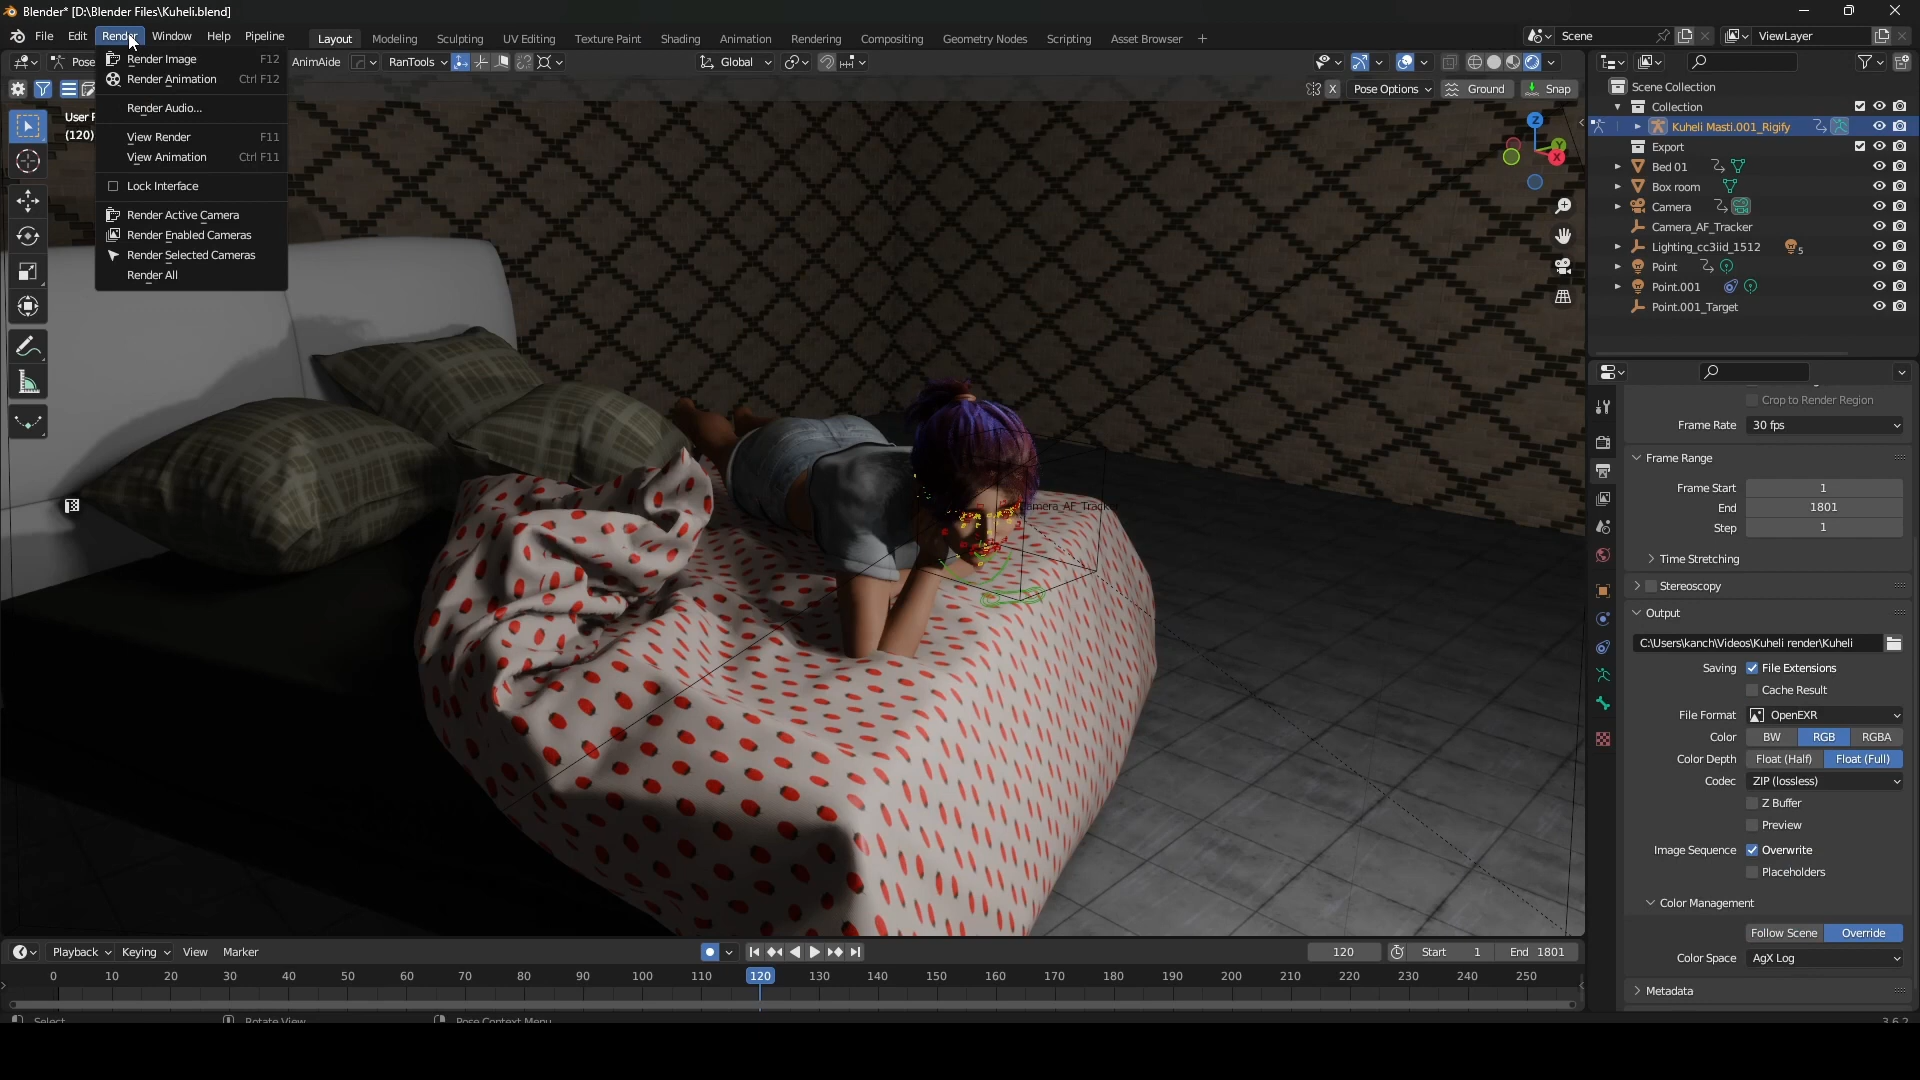 Blender* [D:\Blender Files\Kuheli.blend]
File Edit Render Window Help Pipeline
Layout Modeling Sculpting UV Editing Texture Paint Shading Animation Rendering Compositing Geometry Nodes Scripting Asset Browser +
Scene
ViewLayer
Pose
AnimAide
RanTools
Global
X Pose Options Ground Snap
Render Image F12
Render Animation Ctrl F12
Render Audio...
View Render F11
View Animation Ctrl F11
Lock Interface
Render Active Camera
Render Enabled Cameras
Render Selected Cameras
Render All
(120)
Z
Y
X
Camera_AF_Tracker
Scene Collection
Collection
Kuheli Masti.001_Rigify
Export
Bed 01
Box room
Camera
Camera_AF_Tracker
Lighting_cc3iid_1512 5
Point
Point.001
Point.001_Target
Crop to Render Region
Frame Rate 30 fps
Frame Range
Frame Start 1
End 1801
Step 1
Time Stretching
Stereoscopy
Output
C:\Users\kanch\Videos\Kuheli render\Kuheli
Saving File Extensions
Cache Result
File Format OpenEXR
Color BW RGB RGBA
Color Depth Float (Half) Float (Full)
Codec ZIP (lossless)
Z Buffer
Preview
Image Sequence Overwrite
Placeholders
Color Management
Follow Scene Override
Color Space AgX Log
Metadata
Playback Keying View Marker
120 Start 1 End 1801
0 10 20 30 40 50 60 70 80 90 100 110 120 130 140 150 160 170 180 190 200 210 220 230 240 250
Select Rotate View Pose Context Menu
3.6.2